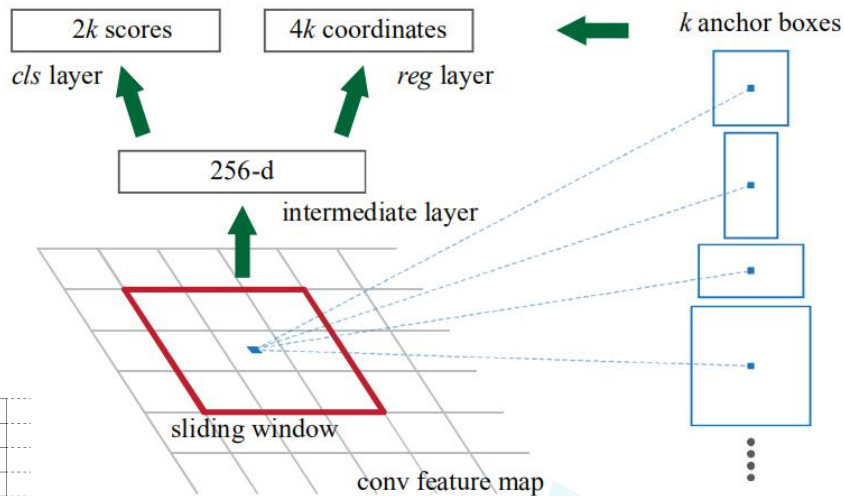 2k scores
4k coordinates
k anchor boxes
cls layer
reg layer
256-d
intermediate layer
sliding window
conv feature map